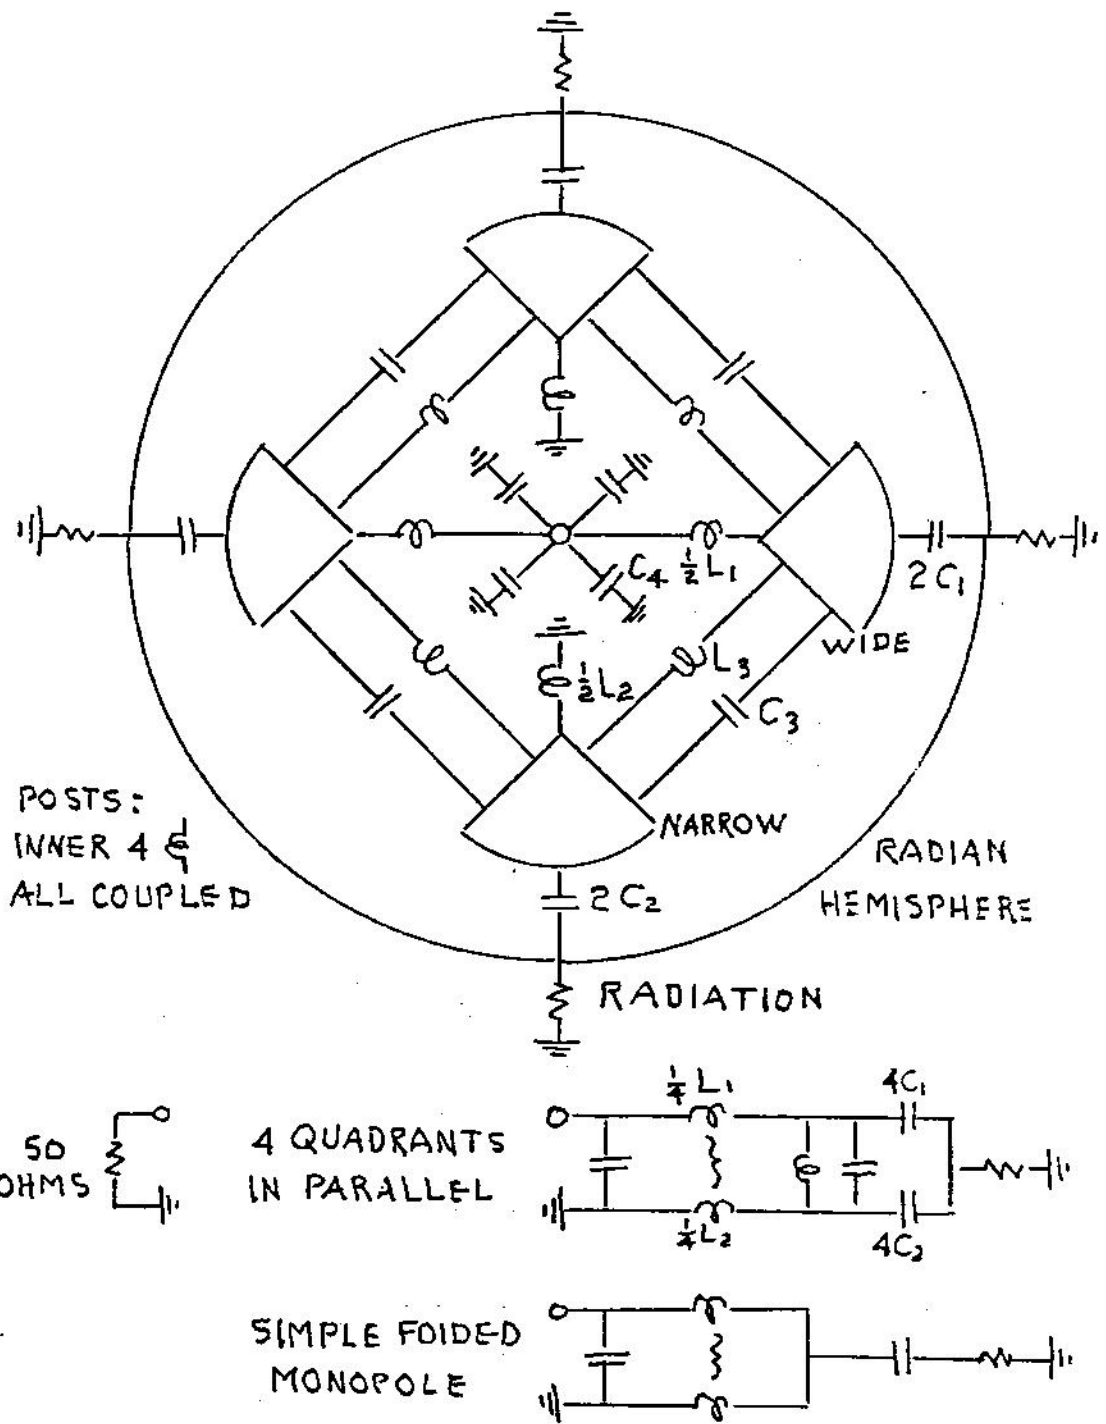 C₄ ½L₁
2C₁
WIDE
½L₂
L₃
C₃
POSTS:
INNER 4
ALL COUPLED
NARROW
RADIAN
HEMISPHERE
2C₂
RADIATION
50
OHMS
4 QUADRANTS
IN PARALLEL
¼L₁
4C₁
¼L₂
4C₂
SIMPLE FOIDED
MONOPOLE